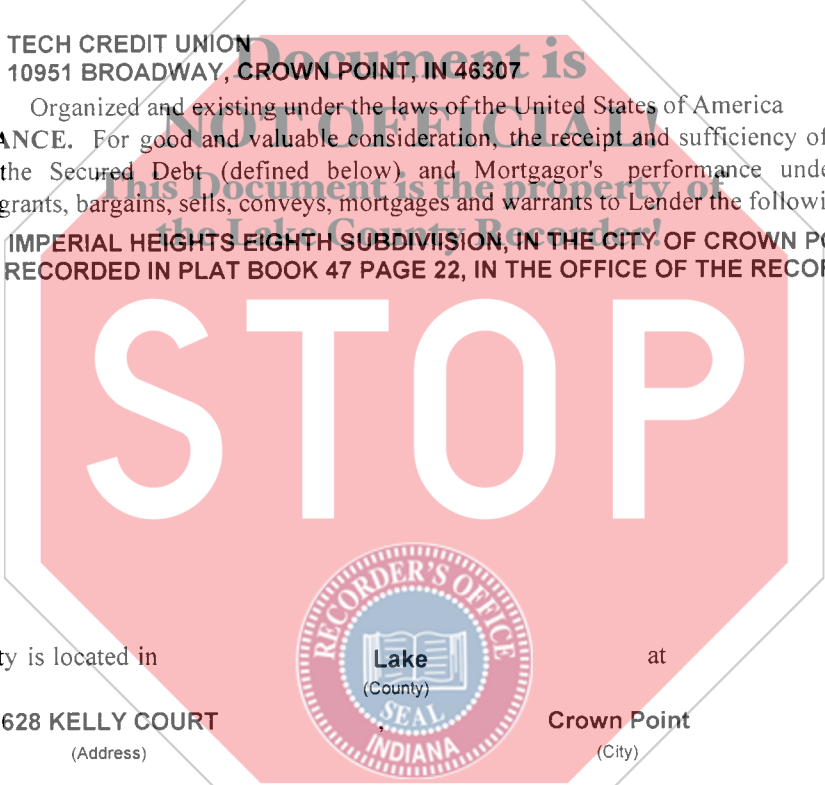 TECH CREDIT UNION
10951 BROADWAY, CROWN POINT, IN 46307
Document is
Organized and existing under the laws of the United States of America
NOT OFFICIAL!
ANCE. For good and valuable consideration, the receipt and sufficiency of
the Secured Debt (defined below) and Mortgagor's performance unde
This Document is the property of
grants, bargains, sells, conveys, mortgages and warrants to Lender the followi
the Lake County Recorder!
IMPERIAL HEIGHTS EIGHTH SUBDIVIISION, IN THE CITY OF CROWN PO
RECORDED IN PLAT BOOK 47 PAGE 22, IN THE OFFICE OF THE RECOR
STOP
RECORDER'S OFFICE
ty is located in Lake at
(County)
628 KELLY COURT , Crown Point
(Address) (City)
SEAL
INDIANA